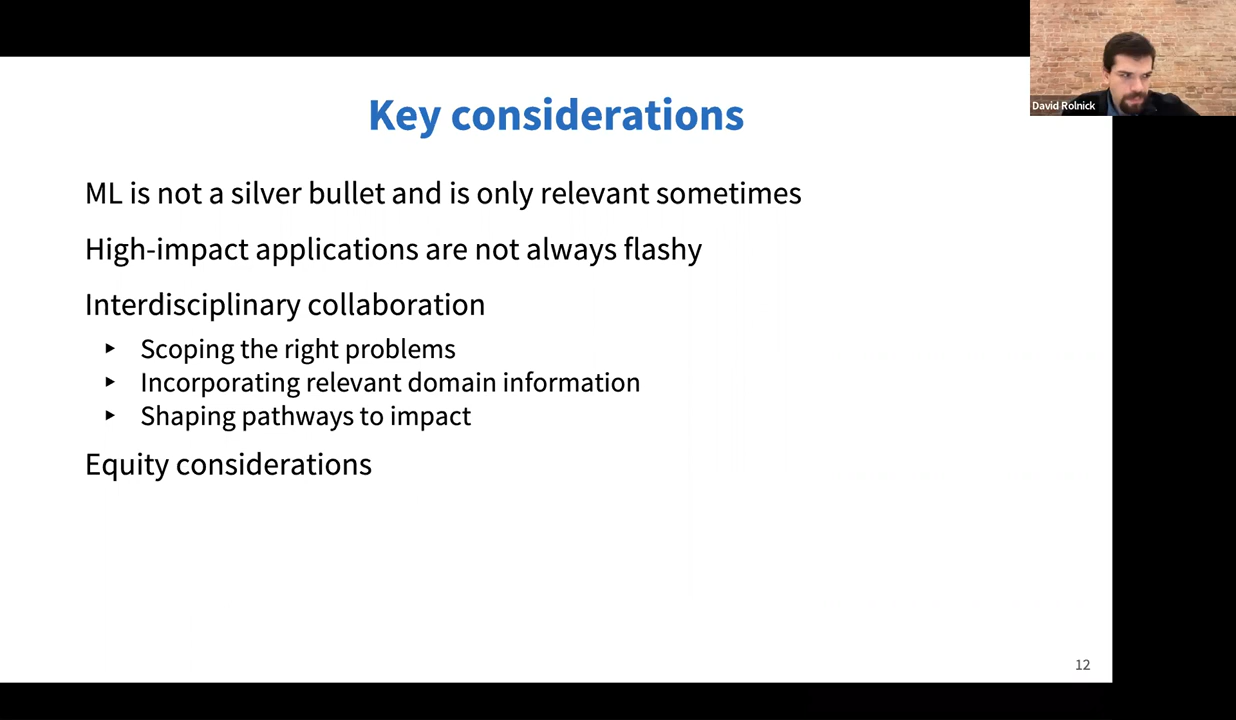 Key considerations
ML is not a silver bullet and is only relevant sometimes
High-impact applications are not always flashy
Interdisciplinary collaboration
‣ Scoping the right problems
‣ Incorporating relevant domain information
‣ Shaping pathways to impact
Equity considerations
12
David Rolnick